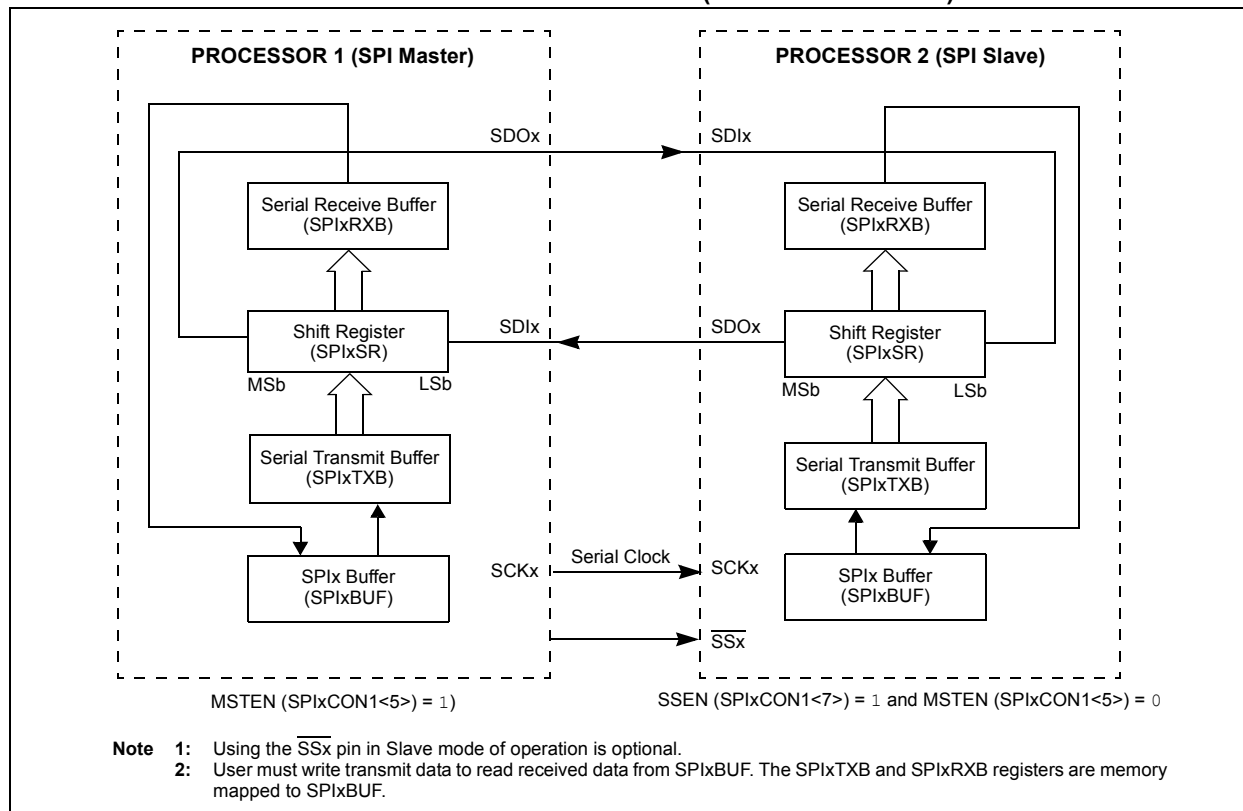 PROCESSOR 1 (SPI Master)
PROCESSOR 2 (SPI Slave)
SDOx
SDIx
Serial Receive Buffer
(SPIxRXB)
Serial Receive Buffer
(SPIxRXB)
Shift Register
(SPIxSR)
SDIx
SDOx
Shift Register
(SPIxSR)
MSb
LSb
MSb
LSb
Serial Transmit Buffer
(SPIxTXB)
Serial Transmit Buffer
(SPIxTXB)
SPIx Buffer
(SPIxBUF)
SCKx
Serial Clock
SCKx
SPIx Buffer
(SPIxBUF)
SSx
MSTEN (SPIxCON1<5>) = 1)
SSEN (SPIxCON1<7>) = 1 and MSTEN (SPIxCON1<5>) = 0
Note 1: Using the SSx pin in Slave mode of operation is optional.
2: User must write transmit data to read received data from SPIxBUF. The SPIxTXB and SPIxRXB registers are memory
mapped to SPIxBUF.